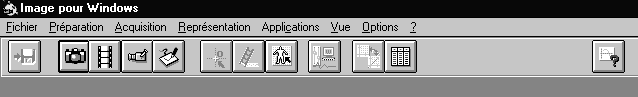 Image pour Windows
Fichier Préparation Acquisition Représentation Applications Vue Options ?